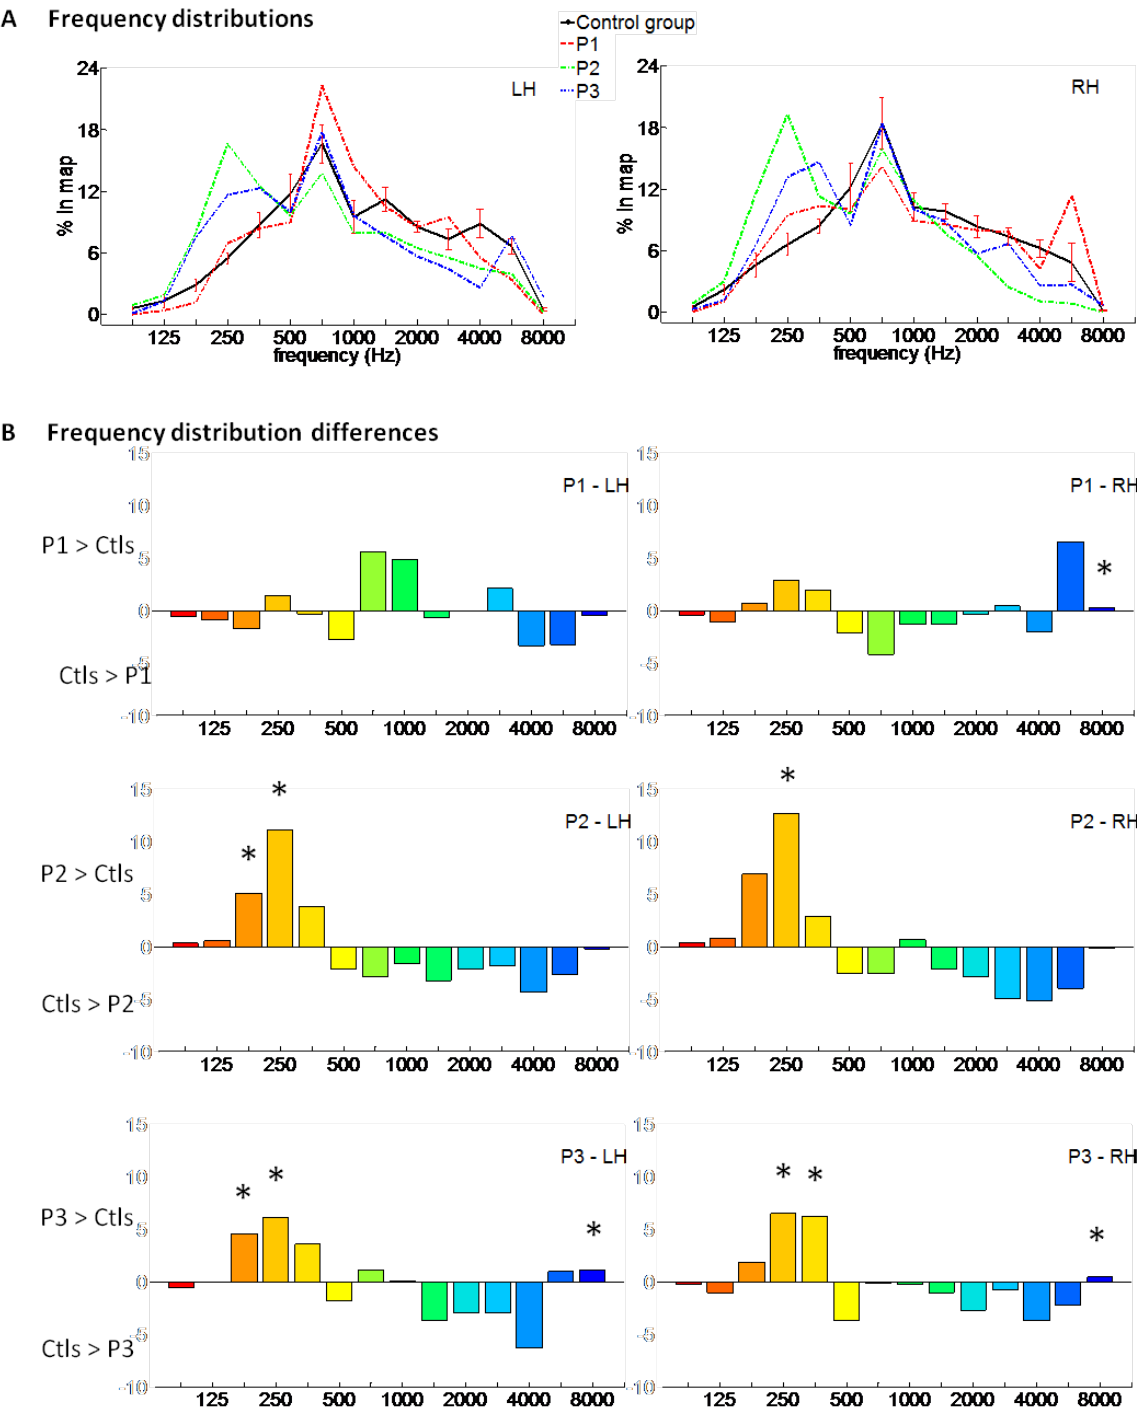 A Frequency distributions
Control group
P1
P2
P3
LH
24
18
12
6
0
% in map
125 250 500 1000 2000 4000 8000
frequency (Hz)
RH
24
18
12
6
0
% in map
125 250 500 1000 2000 4000 8000
frequency (Hz)
B Frequency distribution differences
P1 - LH
15
10
5
0
-5
-10
P1 > Ctls
Ctls > P1
125 250 500 1000 2000 4000 8000
P1 - RH
15
10
5
0
-5
-10
*
125 250 500 1000 2000 4000 8000
P2 - LH
15
10
5
0
-5
-10
P2 > Ctls
Ctls > P2
* *
125 250 500 1000 2000 4000 8000
P2 - RH
15
10
5
0
-5
-10
*
125 250 500 1000 2000 4000 8000
P3 - LH
15
10
5
0
-5
-10
P3 > Ctls
Ctls > P3
* * *
125 250 500 1000 2000 4000 8000
P3 - RH
15
10
5
0
-5
-10
* * *
125 250 500 1000 2000 4000 8000